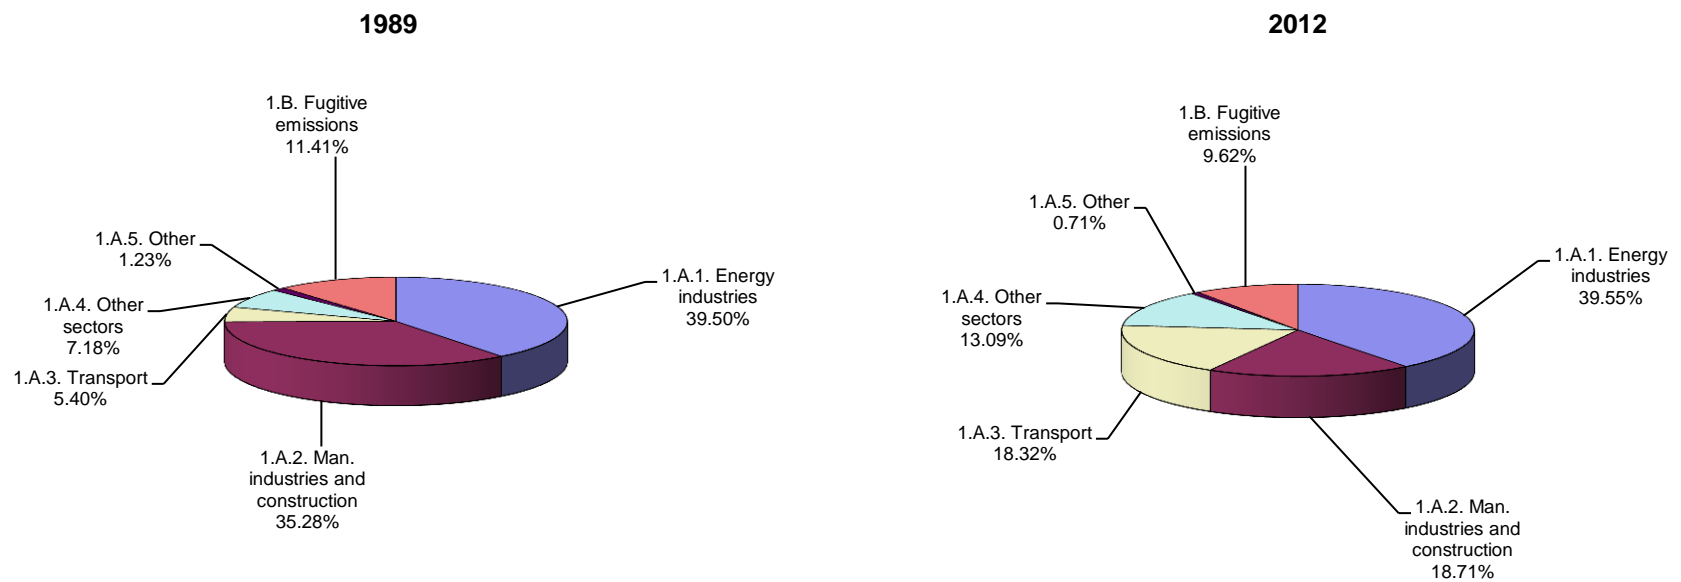 1989
1.B. Fugitive
emissions
11.41%
1.A.5. Other
1.23%
1.A.4. Other
sectors
7.18%
1.A.3. Transport
5.40%
1.A.2. Man.
industries and
construction
35.28%
1.A.1. Energy
industries
39.50%
2012
1.B. Fugitive
emissions
9.62%
1.A.5. Other
0.71%
1.A.4. Other
sectors
13.09%
1.A.3. Transport
18.32%
1.A.2. Man.
industries and
construction
18.71%
1.A.1. Energy
industries
39.55%